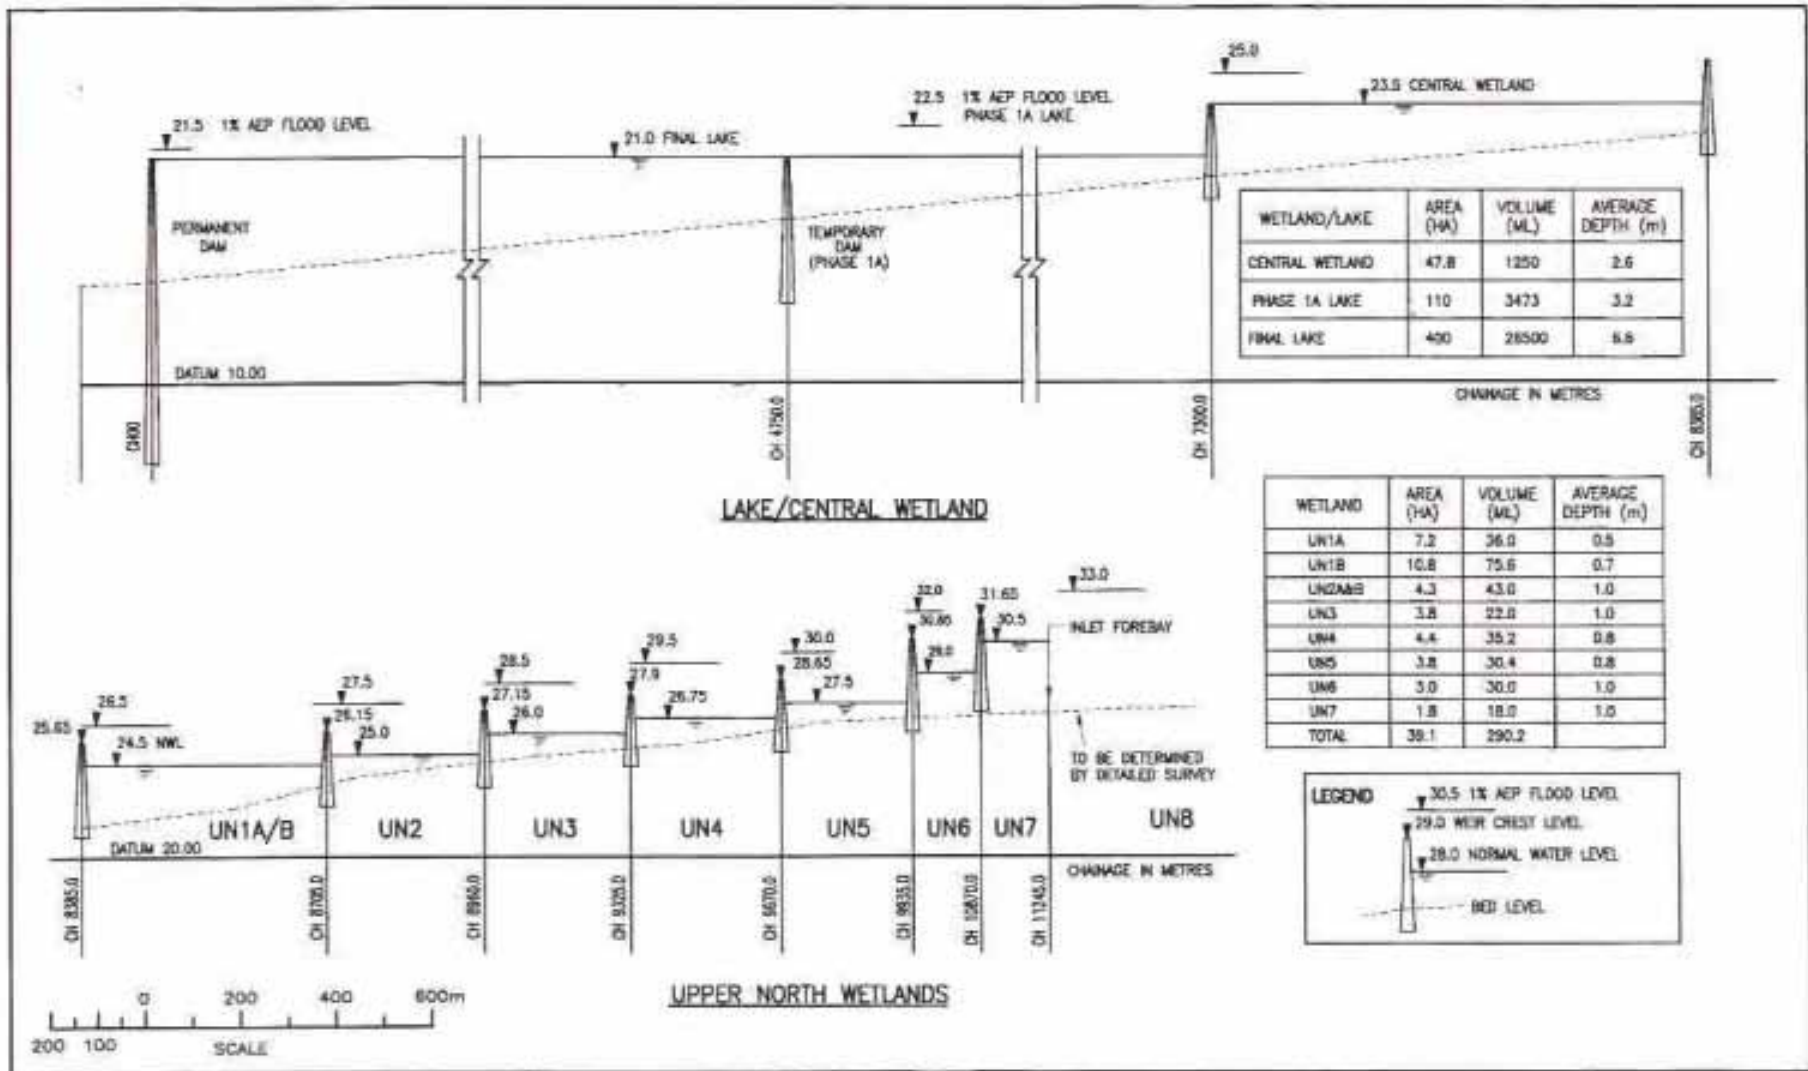 25.0
23.5 CENTRAL WETLAND
22.5 1% AEP FLOOD LEVEL
PHASE 1A LAKE
21.5 1% AEP FLOOD LEVEL
21.0 FINAL LAKE
PERMANENT
DAM
TEMPORARY
DAM
(PHASE 1A)
WETLAND/LAKE AREA (HA) VOLUME (ML) AVERAGE DEPTH (m)
CENTRAL WETLAND 47.8 1250 2.6
PHASE 1A LAKE 110 3473 3.2
FINAL LAKE 400 26500 6.6
DATUM 10.00
CHAINAGE IN METRES
CH00
CH 4750.0
CH 7300.0
CH 8385.0
LAKE/CENTRAL WETLAND
WETLAND AREA (HA) VOLUME (ML) AVERAGE DEPTH (m)
UN1A 7.2 36.0 0.5
UN1B 10.8 75.6 0.7
UN2A&B 4.3 43.0 1.0
UN3 3.8 22.0 1.0
UN4 4.4 35.2 0.8
UN5 3.8 30.4 0.8
UN6 3.0 30.0 1.0
UN7 1.8 18.0 1.0
TOTAL 39.1 290.2
33.0
32.0
31.65
30.85
30.5
INLET FOREBAY
29.0
30.0
28.65
27.5
29.5
27.9
26.75
28.5
27.15
26.0
27.5
26.15
25.0
26.5
25.65
24.5 NWL
TO BE DETERMINED
BY DETAILED SURVEY
UN1A/B UN2 UN3 UN4 UN5 UN6 UN7 UN8
DATUM 20.00
CHAINAGE IN METRES
CH 8385.0
CH 8705.0
CH 8960.0
CH 9325.0
CH 9670.0
CH 9935.0
CH 10870.0
CH 11245.0
UPPER NORTH WETLANDS
LEGEND
30.5 1% AEP FLOOD LEVEL
29.0 WEIR CREST LEVEL
28.0 NORMAL WATER LEVEL
BED LEVEL
0 200 400 600m
200 100
SCALE